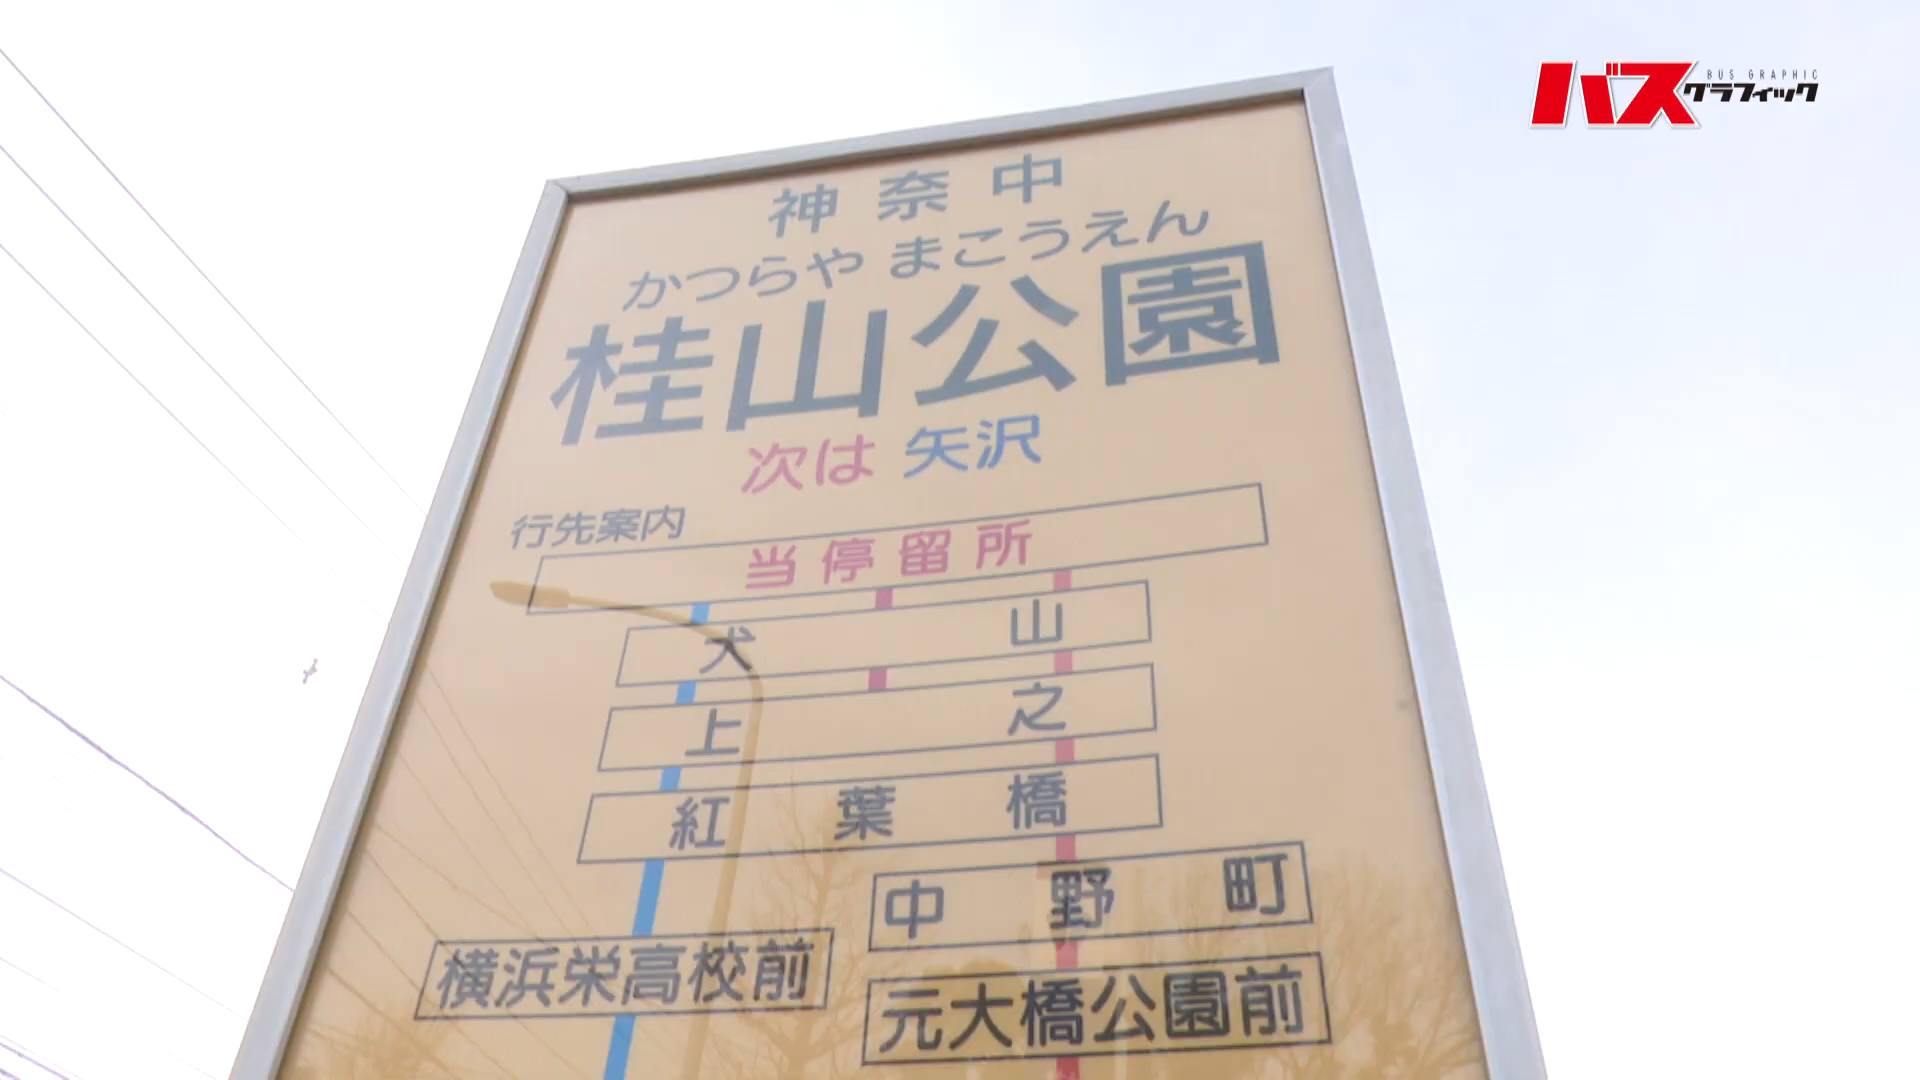 バス
BUS GRAPHIC
グラフィック
神奈中
かつらやまこうえん
桂山公園
次は 矢沢
行先案内
当停留所
犬山
上之
紅葉橋
中野町
横浜栄高校前
元大橋公園前